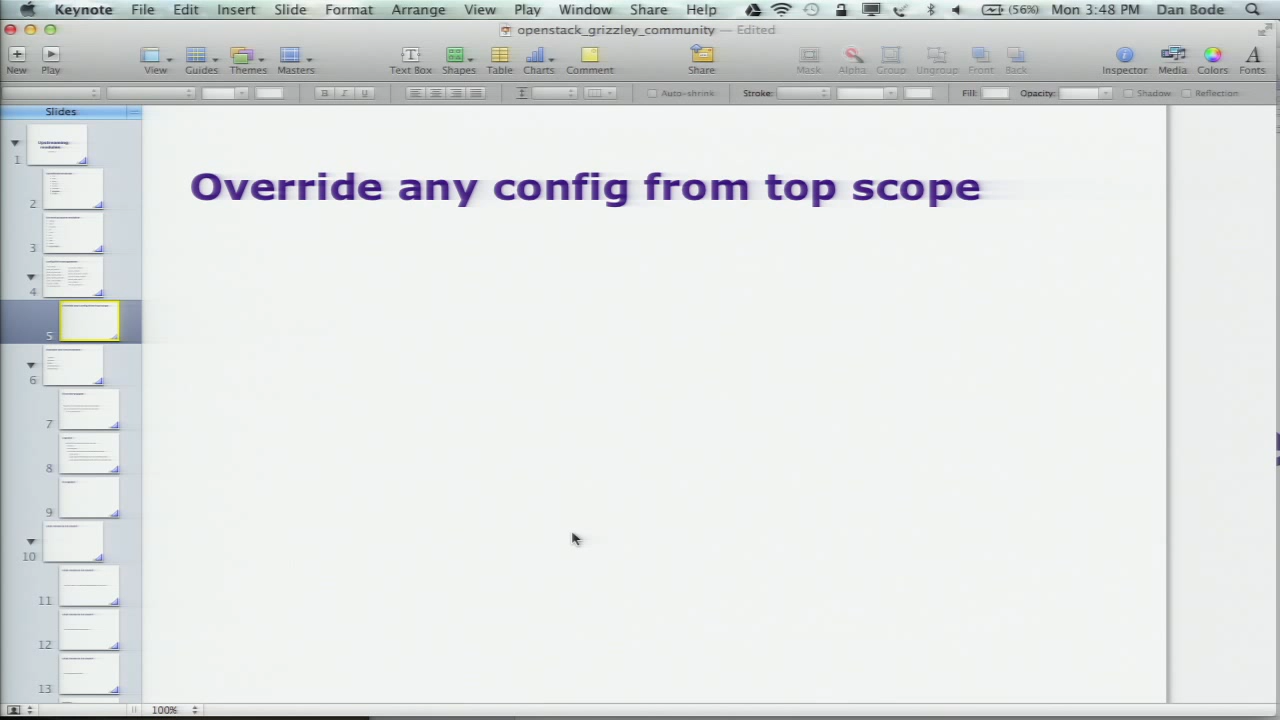 Keynote File Edit Insert Slide Format Arrange View Play Window Share Help (56%) Mon 3:48 PM Dan Bode
openstack_grizzley_community — Edited
New Play View Guides Themes Masters Text Box Shapes Table Charts Comment Share Mask Alpha Group Ungroup Front Back Inspector Media Colors Fonts
B I U Auto-shrink Stroke: Fill: Opacity: Shadow Reflection
Slides
Override any config from top scope
1
2
3
4
5
6
7
8
9
10
11
12
13
100%